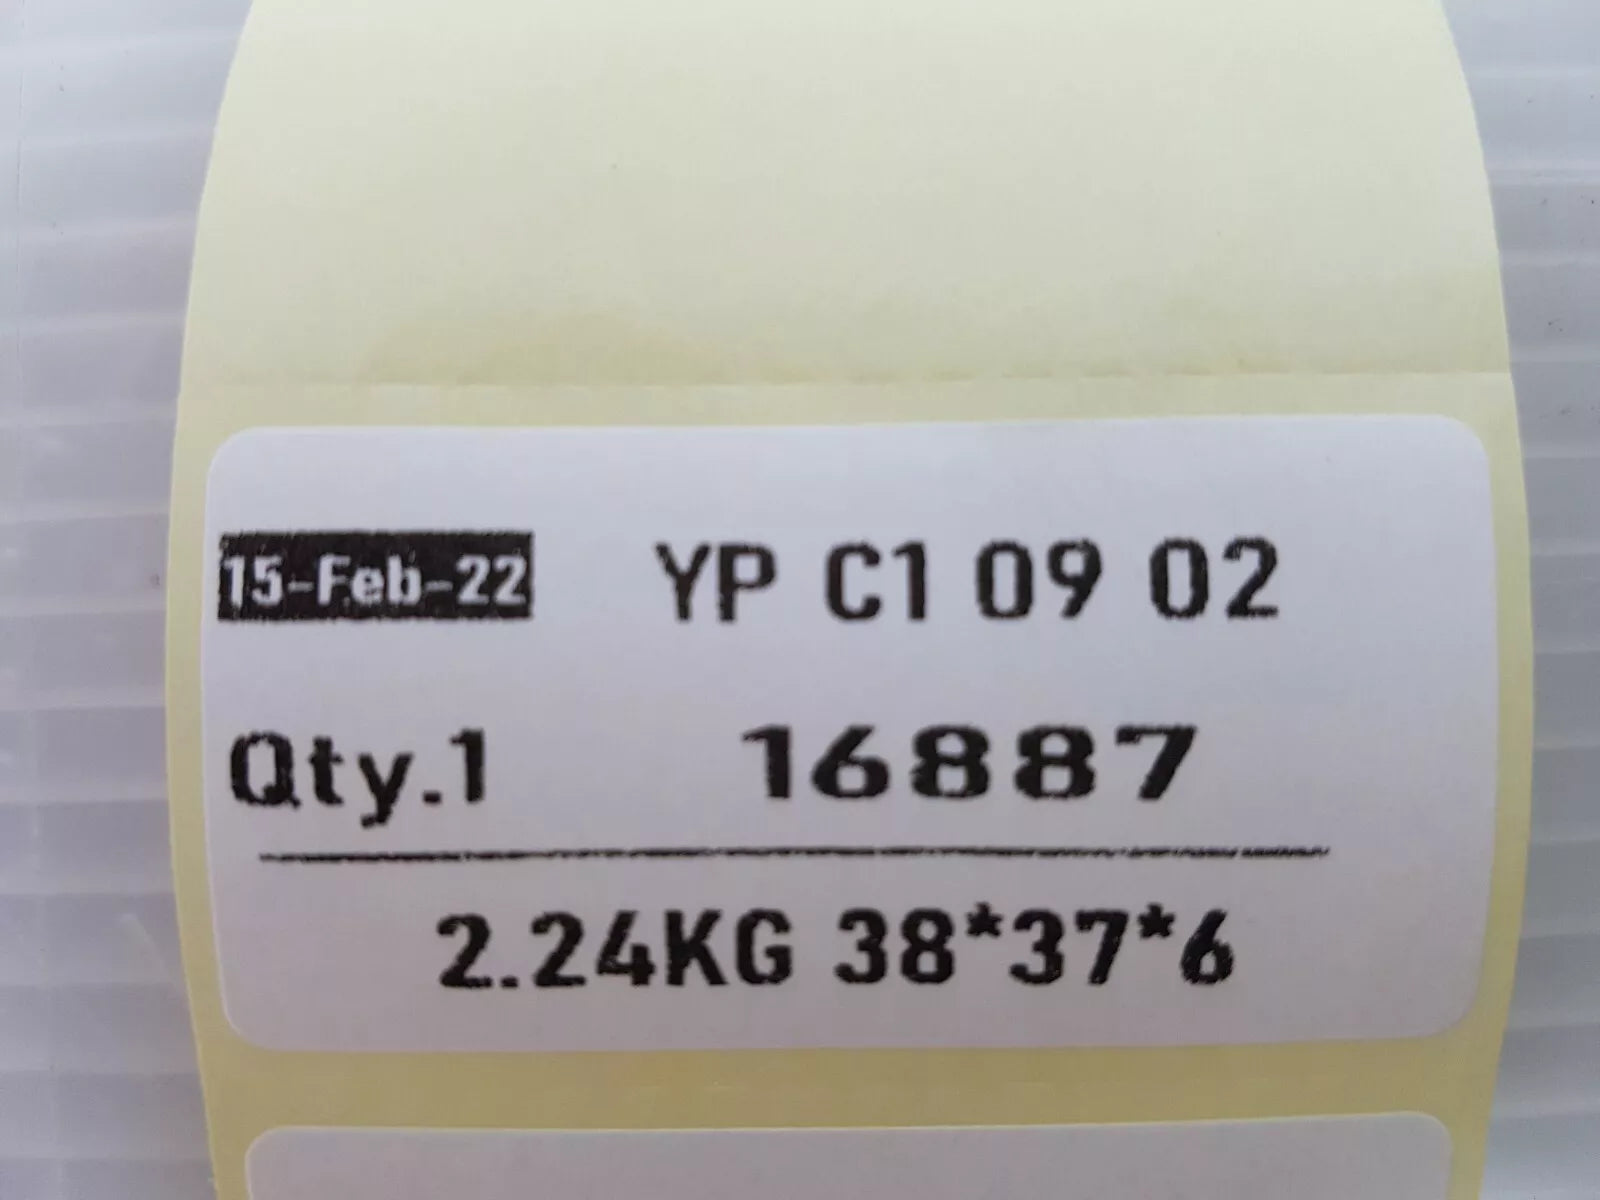 15-Feb-22 YP C1 09 02
Qty.1 16887
2.24KG 38*37*6